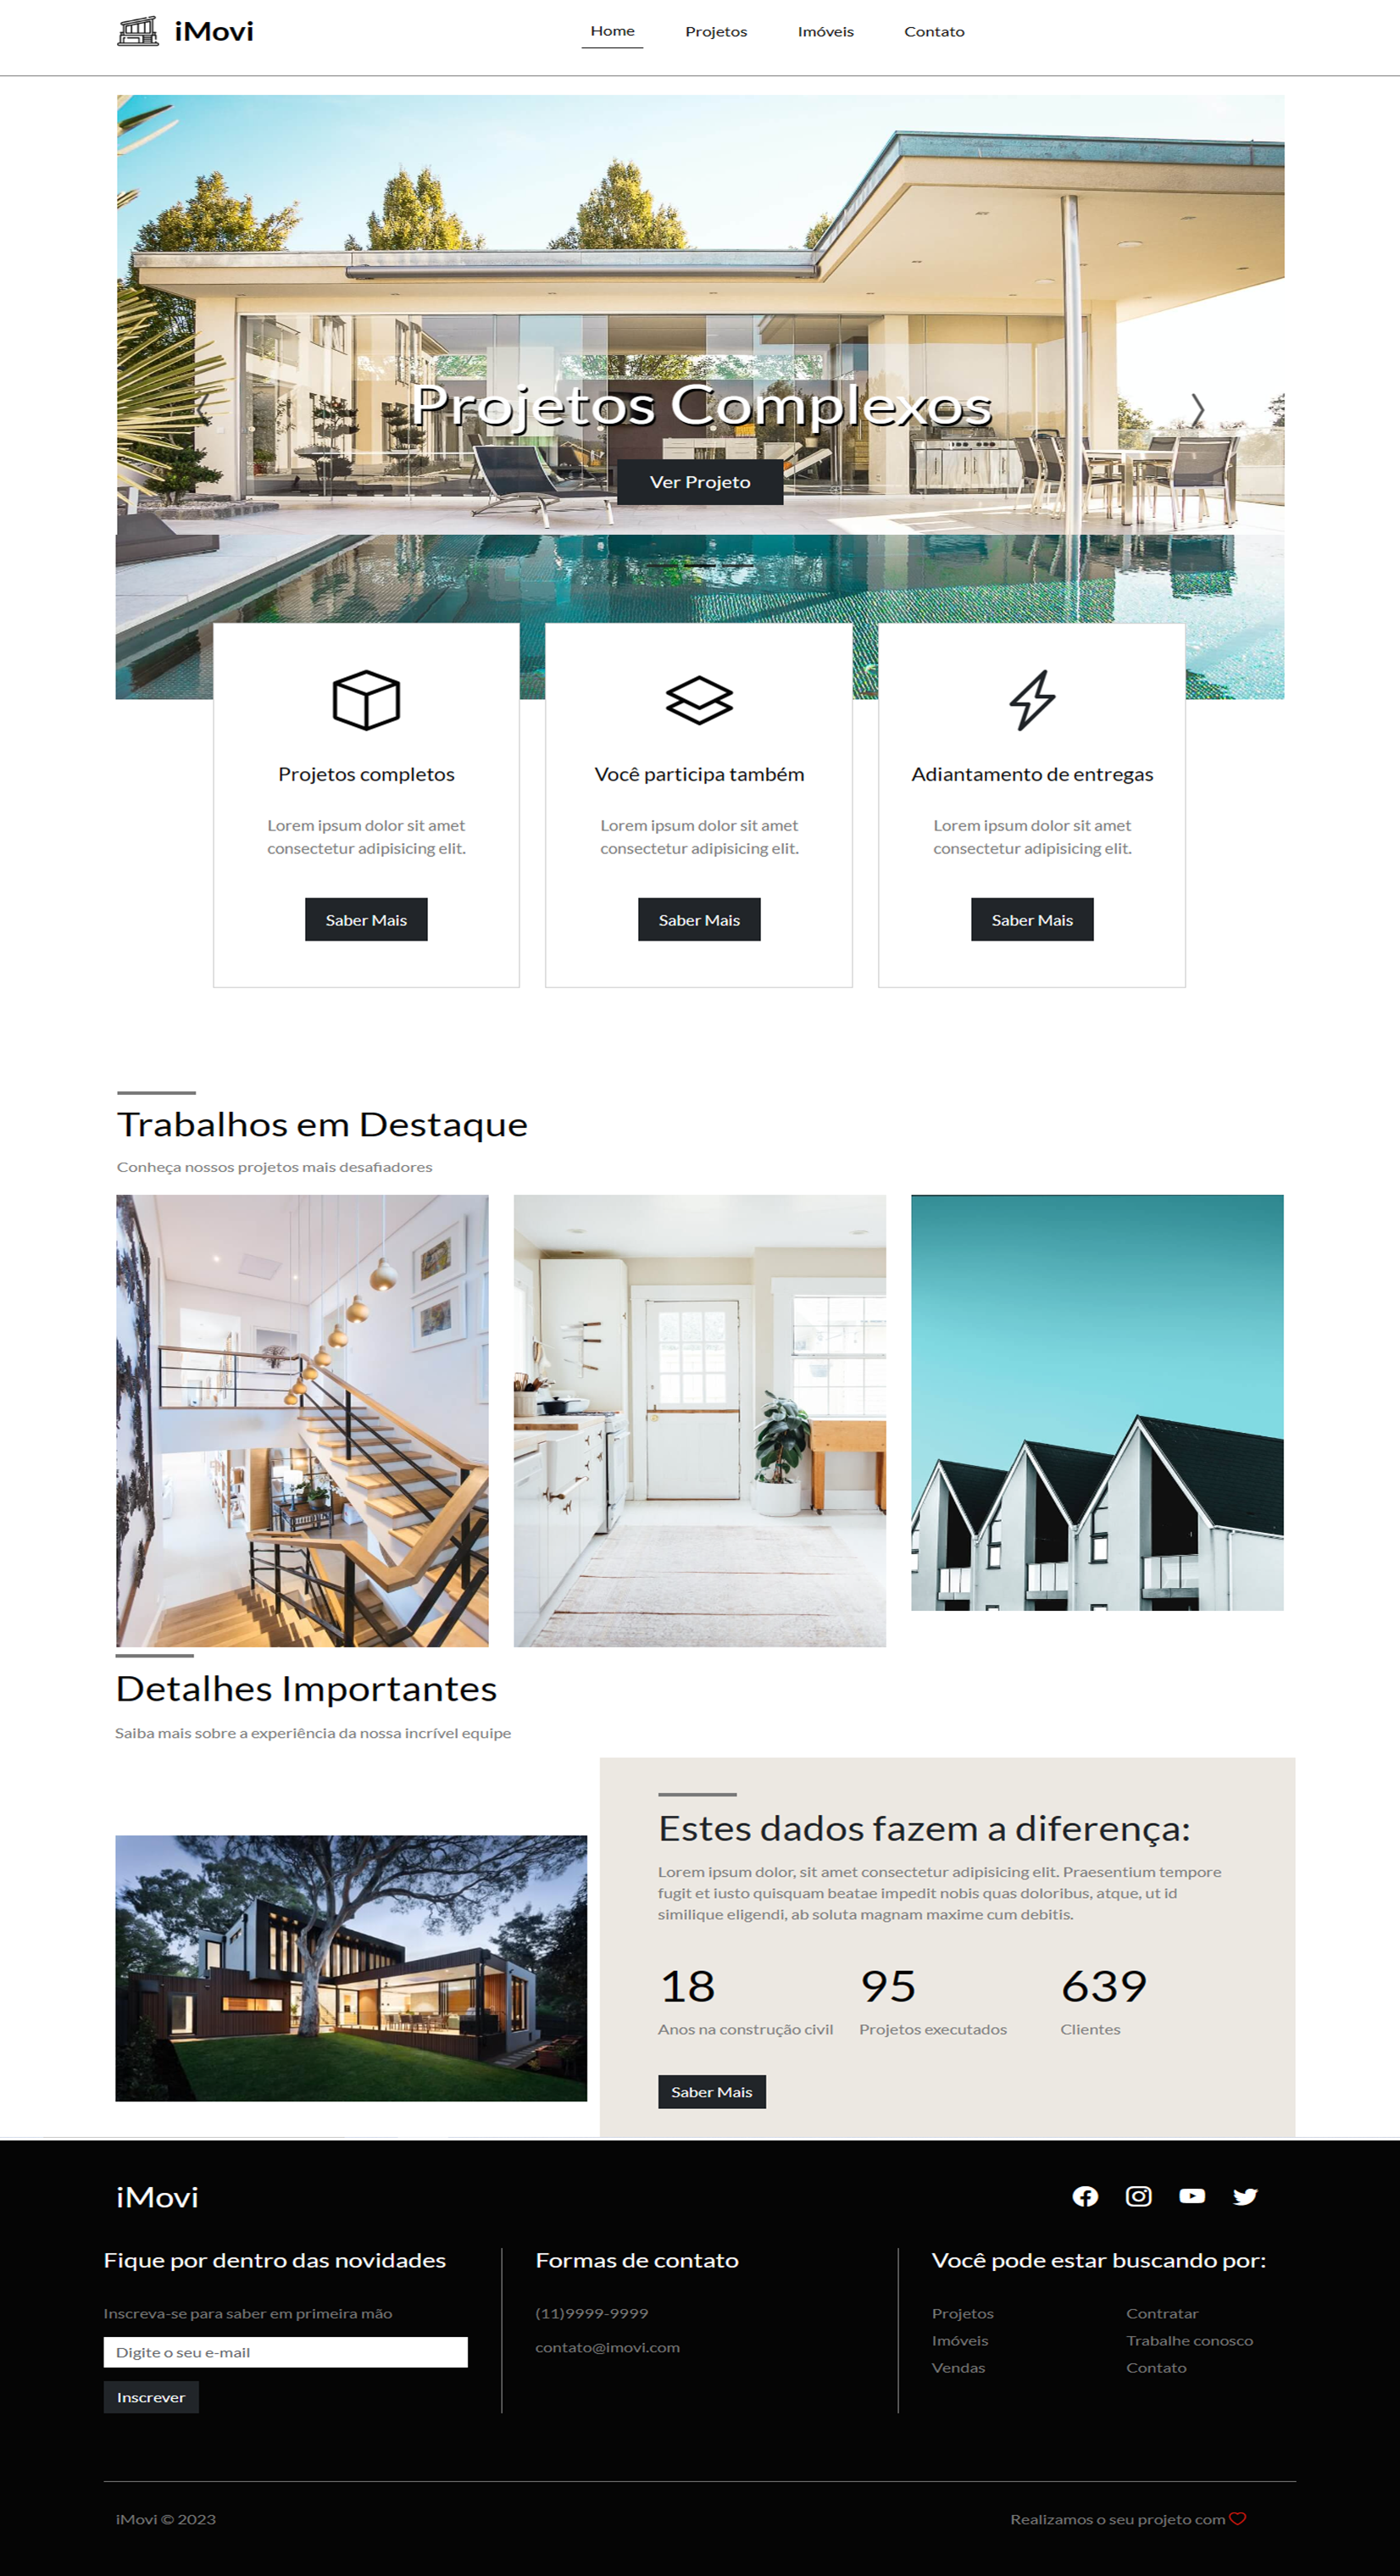 iMovi
Home Projetos Imóveis Contato
Projetos Complexos
Ver Projeto
Projetos completos
Lorem ipsum dolor sit amet
consectetur adipisicing elit.
Saber Mais
Você participa também
Lorem ipsum dolor sit amet
consectetur adipisicing elit.
Saber Mais
Adiantamento de entregas
Lorem ipsum dolor sit amet
consectetur adipisicing elit.
Saber Mais
Trabalhos em Destaque
Conheça nossos projetos mais desafiadores
Detalhes Importantes
Saiba mais sobre a experiência da nossa incrível equipe
Estes dados fazem a diferença:
Lorem ipsum dolor, sit amet consectetur adipisicing elit. Praesentium tempore
fugit et iusto quisquam beatae impedit nobis quas doloribus, atque, ut id
similique eligendi, ab soluta magnam maxime cum debitis.
18
Anos na construção civil
95
Projetos executados
639
Clientes
Saber Mais
iMovi
Fique por dentro das novidades
Inscreva-se para saber em primeira mão
Digite o seu e-mail
Inscrever
Formas de contato
(11)9999-9999
contato@imovi.com
Você pode estar buscando por:
Projetos
Imóveis
Vendas
Contratar
Trabalhe conosco
Contato
iMovi © 2023
Realizamos o seu projeto com